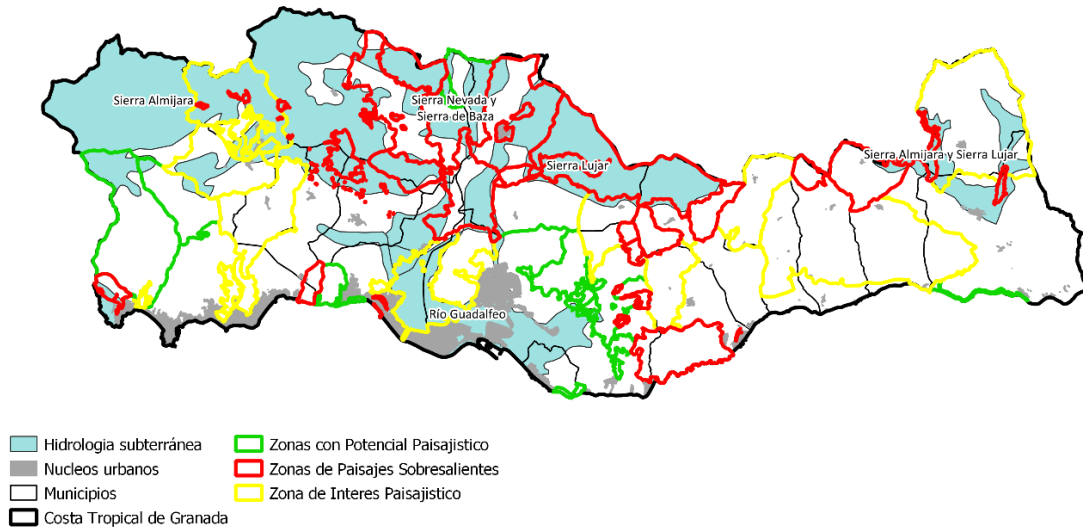 Sierra Almijara
Sierra Nevada y
Sierra de Baza
Sierra Lujar
Sierra Almijara y Sierra Lujar
Río Guadalfeo
Hidrologia subterránea
Nucleos urbanos
Municipios
Costa Tropical de Granada
Zonas con Potencial Paisajistico
Zonas de Paisajes Sobresalientes
Zona de Interes Paisajistico